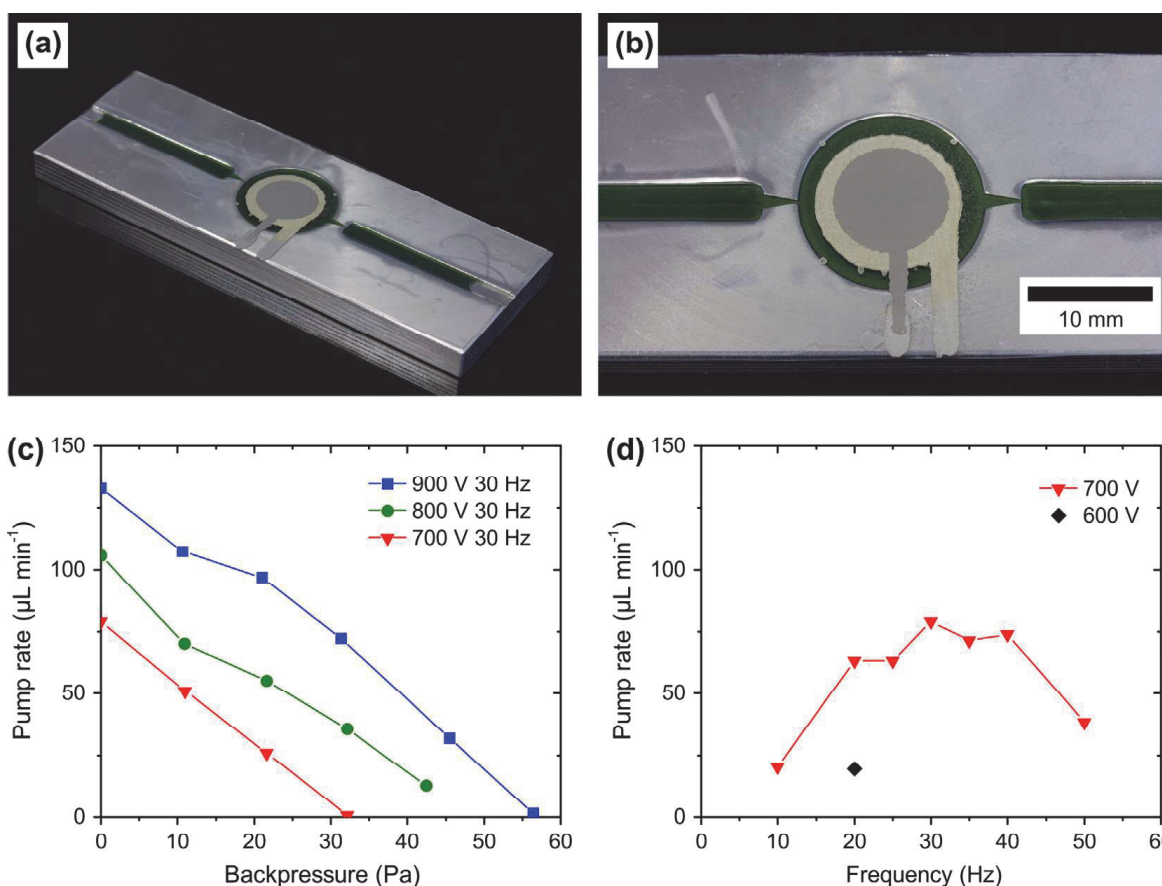 (a)
(b)
10 mm
(c)
150
100
50
0
Pump rate (µL min⁻¹)
900 V 30 Hz
800 V 30 Hz
700 V 30 Hz
0 10 20 30 40 50 60
Backpressure (Pa)
(d)
150
100
50
0
Pump rate (µL min⁻¹)
700 V
600 V
0 10 20 30 40 50 60
Frequency (Hz)